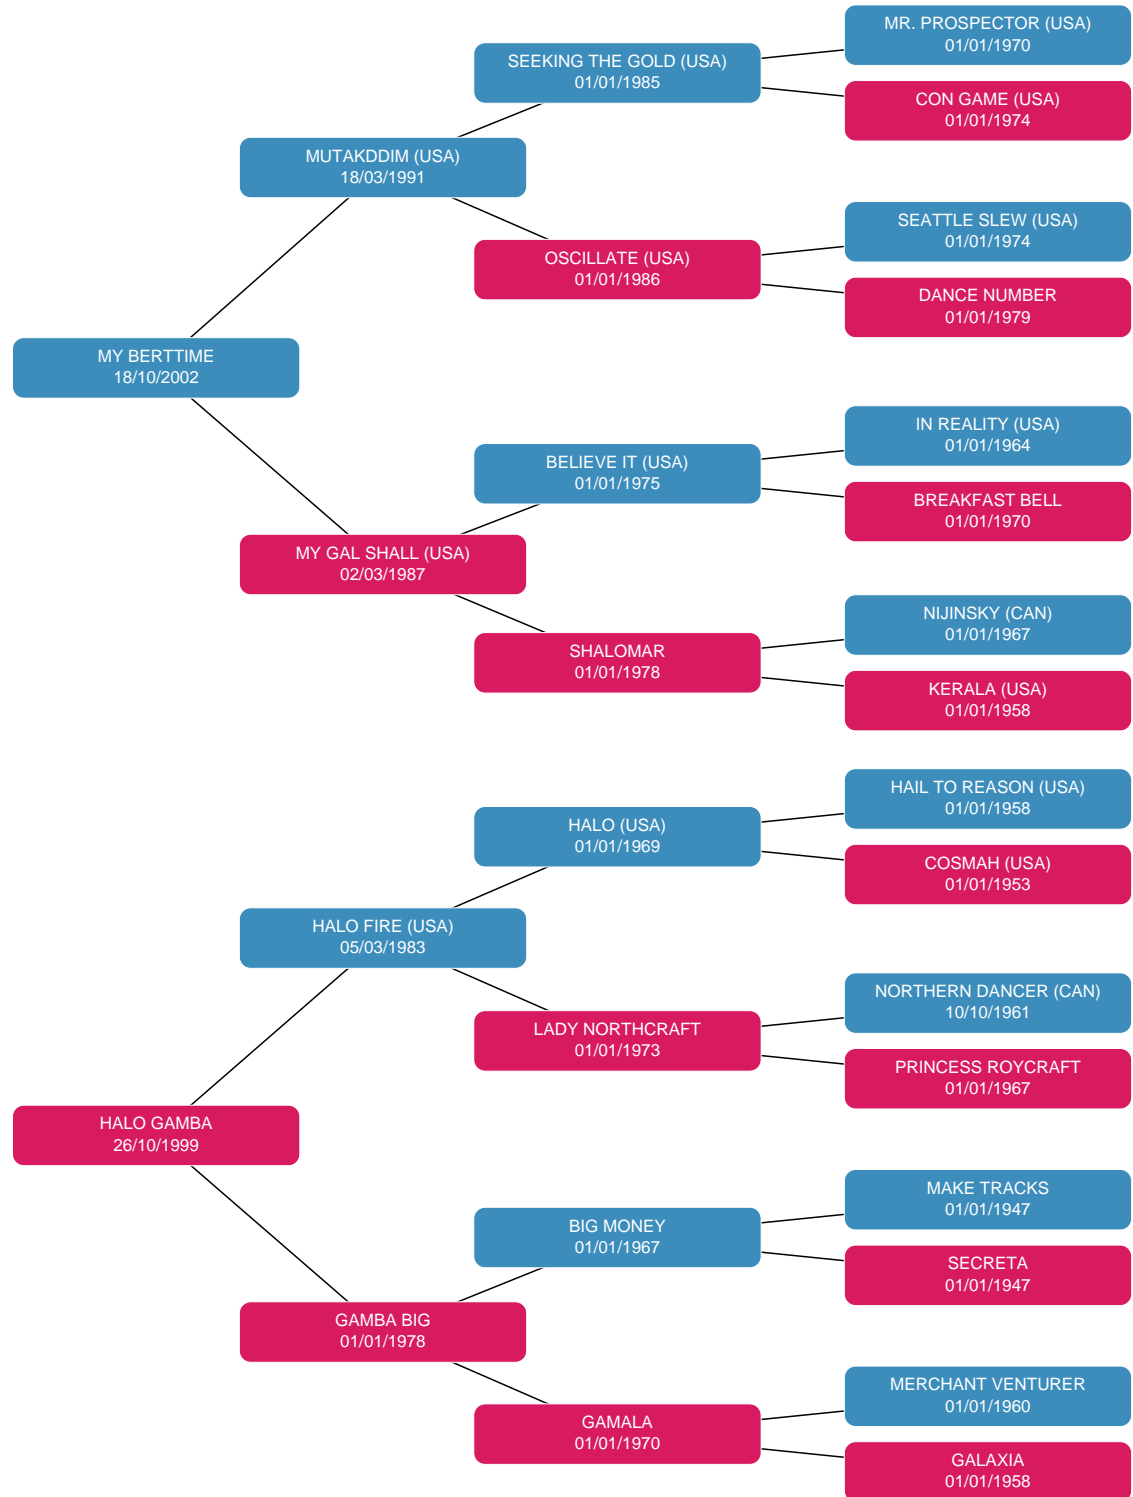 MR. PROSPECTOR (USA)
01/01/1970
SEEKING THE GOLD (USA)
01/01/1985
CON GAME (USA)
01/01/1974
MUTAKDDIM (USA)
18/03/1991
SEATTLE SLEW (USA)
01/01/1974
OSCILLATE (USA)
01/01/1986
DANCE NUMBER
01/01/1979
MY BERTTIME
18/10/2002
IN REALITY (USA)
01/01/1964
BELIEVE IT (USA)
01/01/1975
BREAKFAST BELL
01/01/1970
MY GAL SHALL (USA)
02/03/1987
NIJINSKY (CAN)
01/01/1967
SHALOMAR
01/01/1978
KERALA (USA)
01/01/1958
HAIL TO REASON (USA)
01/01/1958
HALO (USA)
01/01/1969
COSMAH (USA)
01/01/1953
HALO FIRE (USA)
05/03/1983
NORTHERN DANCER (CAN)
10/10/1961
LADY NORTHCRAFT
01/01/1973
PRINCESS ROYCRAFT
01/01/1967
HALO GAMBA
26/10/1999
MAKE TRACKS
01/01/1947
BIG MONEY
01/01/1967
SECRETA
01/01/1947
GAMBA BIG
01/01/1978
MERCHANT VENTURER
01/01/1960
GAMALA
01/01/1970
GALAXIA
01/01/1958